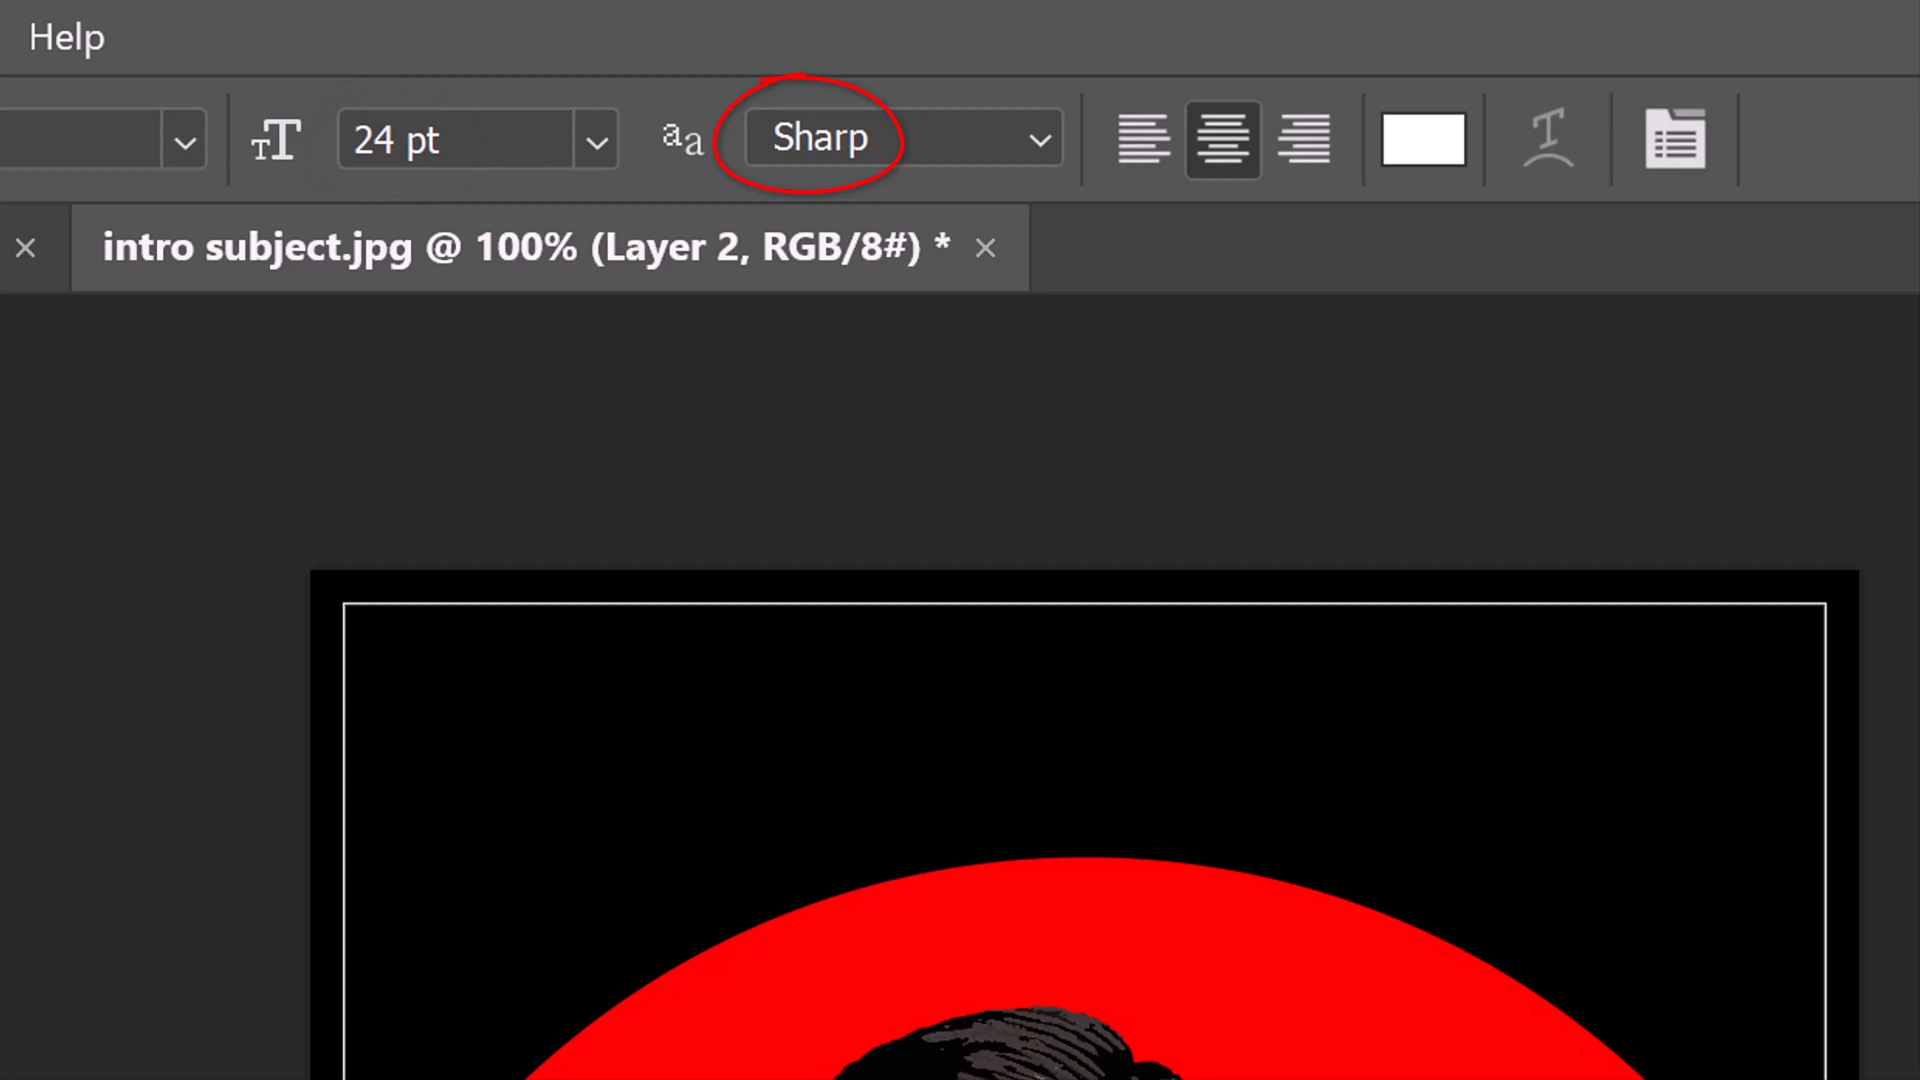 Help
24 pt
Sharp
intro subject.jpg @ 100% (Layer 2, RGB/8#) *